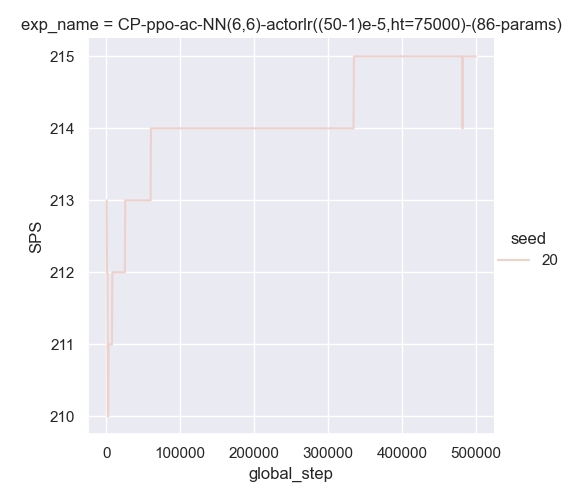 exp_name = CP-ppo-ac-NN(6,6)-actorlr((50-1)e-5,ht=75000)-(86-params)
215
214
213
212
211
210
SPS
0 100000 200000 300000 400000 500000
global_step
seed
20